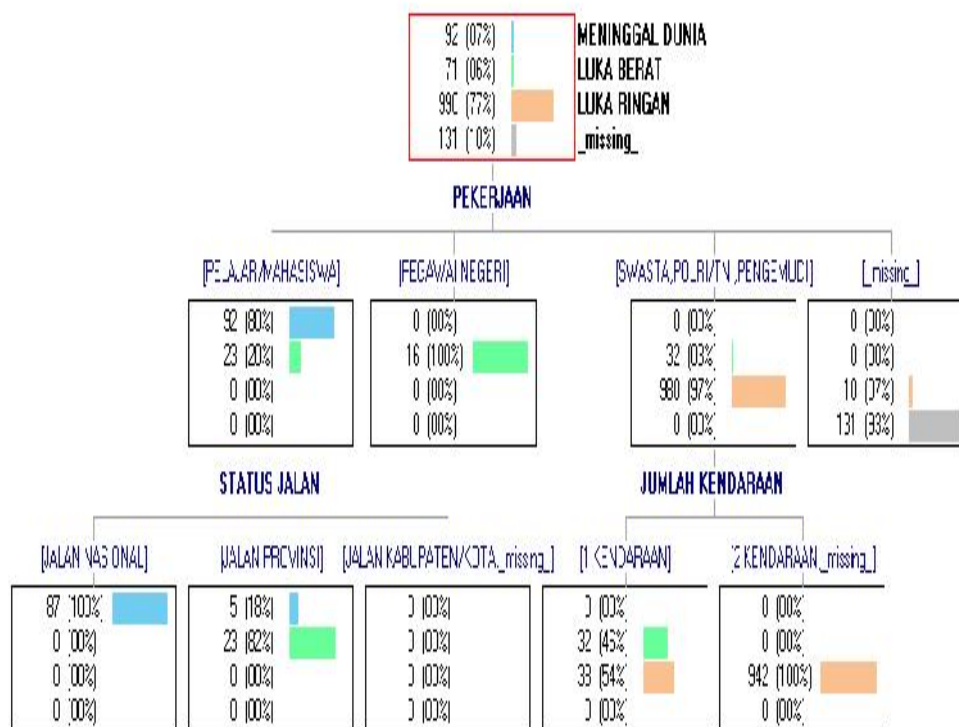 92 (07%) MENINGGAL DUNIA
71 (06%) LUKA BERAT
990 (77%) LUKA RINGAN
131 (10%) _missing_
PEKERJAAN
[PELAJAR/MAHASISWA] [PEGAWAI NEGERI] [SWASTA,POLRI/TNI,PENGEMUDI] [_missing_]
92 (80%) 0 (00%) 0 (00%) 0 (00%)
23 (20%) 16 (100%) 32 (03%) 0 (00%)
0 (00%) 0 (00%) 980 (97%) 10 (07%)
0 (00%) 0 (00%) 0 (00%) 131 (93%)
STATUS JALAN JUMLAH KENDARAAN
[JALAN NASIONAL] [JALAN PROVINSI] [JALAN KABUPATEN/KOTA,_missing_] [1 KENDARAAN] [2 KENDARAAN,_missing_]
87 (100%) 5 (18%) 0 (00%) 0 (00%) 0 (00%)
0 (00%) 23 (82%) 0 (00%) 32 (46%) 0 (00%)
0 (00%) 0 (00%) 0 (00%) (54%) 942 (100%)
0 (00%) 0 (00%) 0 (00%) 0 (00%) 0 (00%)